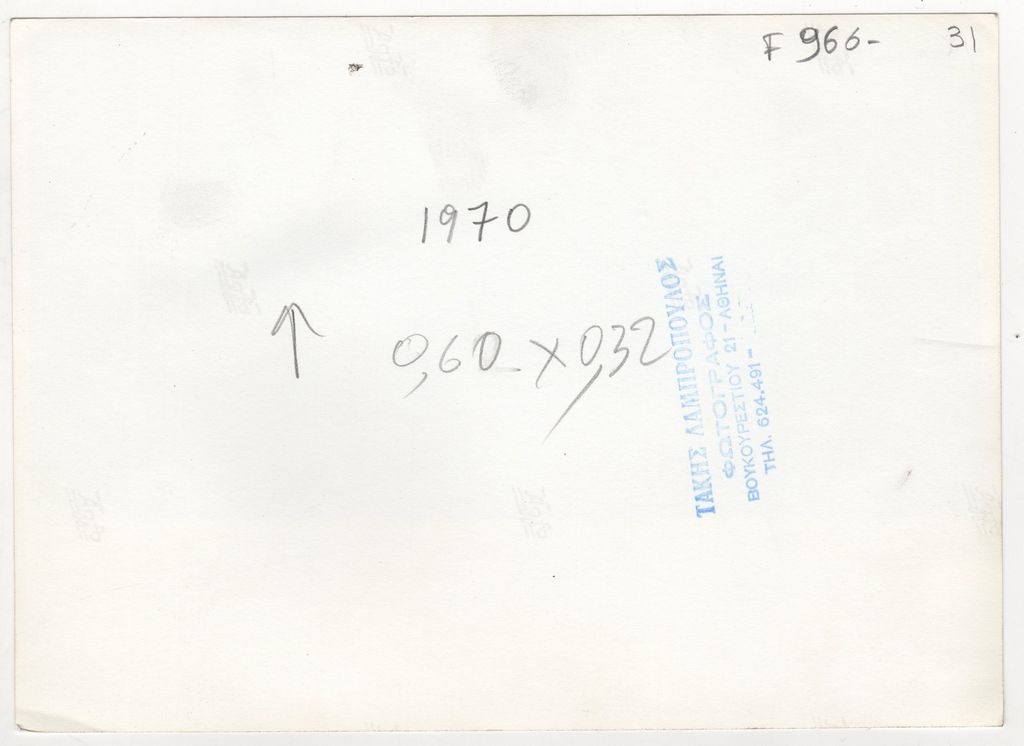 F 966- 31
1970
↑
0,60 x 0,32
ΤΑΚΗΣ ΛΑΜΠΡΟΠΟΥΛΟΣ
ΦΩΤΟΓΡΑΦΟΣ
ΒΟΥΚΟΥΡΕΣΤΙΟΥ 21 - ΑΘΗΝΑΙ
ΤΗΛ. 624.491 -